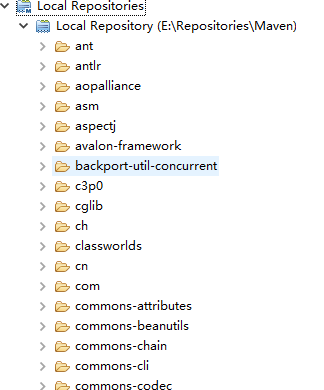 Local Repositories
Local Repository (E:\Repositories\Maven)
ant
antlr
aopalliance
asm
aspectj
avalon-framework
backport-util-concurrent
c3p0
cglib
ch
classworlds
cn
com
commons-attributes
commons-beanutils
commons-chain
commons-cli
commons-codec